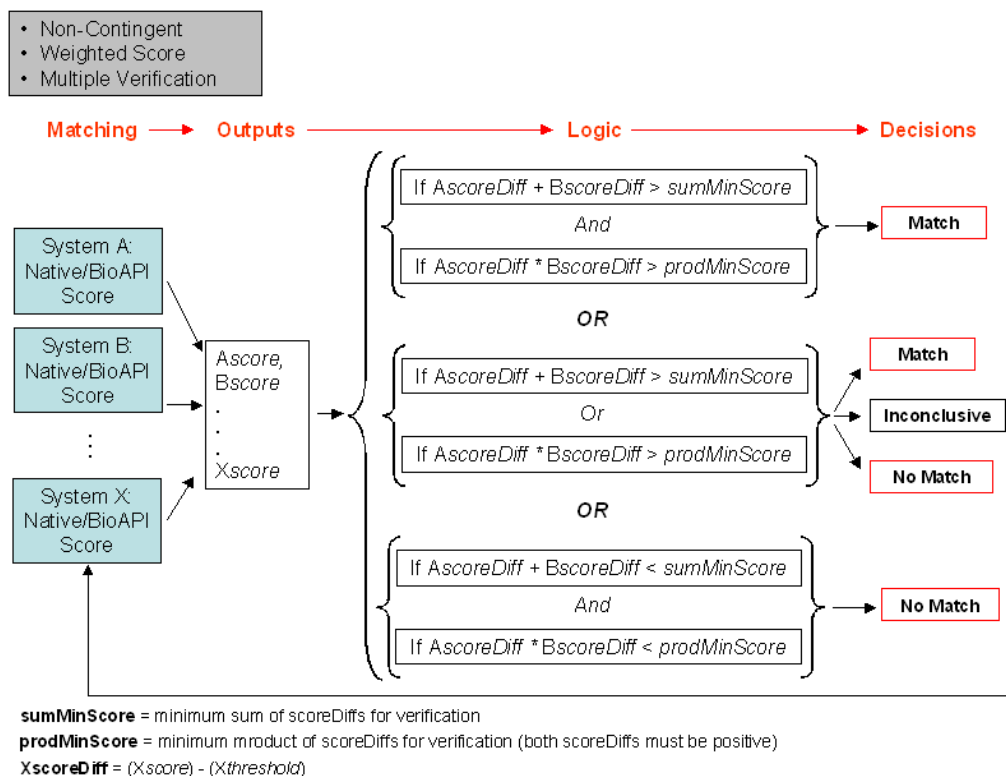 • Non-Contingent
• Weighted Score
• Multiple Verification
Matching
Outputs
Logic
Decisions
System A:
Native/BioAPI
Score
System B:
Native/BioAPI
Score
⋮
System X:
Native/BioAPI
Score
Ascore,
Bscore
.
.
.
Xscore
If AscoreDiff + BscoreDiff > sumMinScore
And
If AscoreDiff * BscoreDiff > prodMinScore
Match
OR
If AscoreDiff + BscoreDiff > sumMinScore
Or
If AscoreDiff * BscoreDiff > prodMinScore
Match
Inconclusive
No Match
OR
If AscoreDiff + BscoreDiff < sumMinScore
And
If AscoreDiff * BscoreDiff < prodMinScore
No Match
sumMinScore = minimum sum of scoreDiffs for verification
prodMinScore = minimum mroduct of scoreDiffs for verification (both scoreDiffs must be positive)
XscoreDiff = (Xscore) - (Xthreshold)